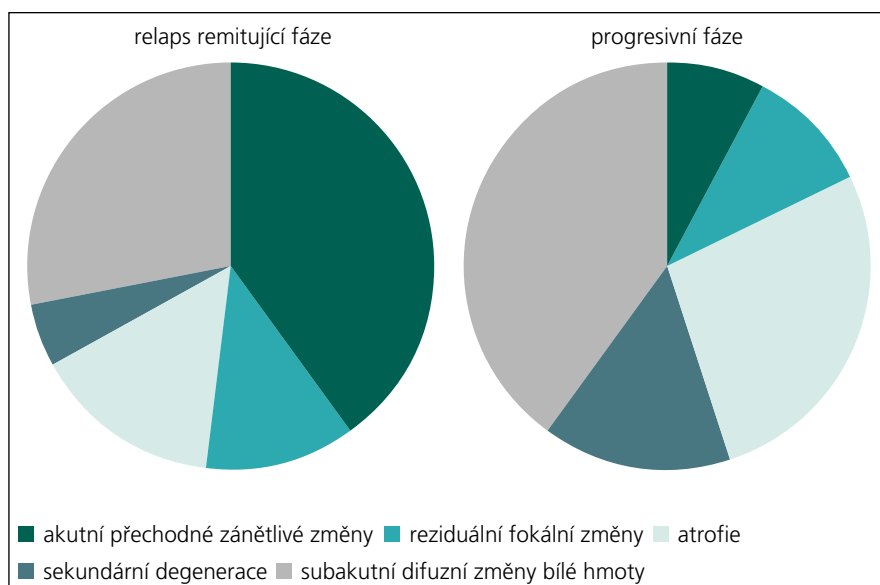 relaps remitující fáze
progresivní fáze
akutní přechodné zánětlivé změny reziduální fokální změny atrofie
sekundární degenerace subakutní difuzní změny bílé hmoty